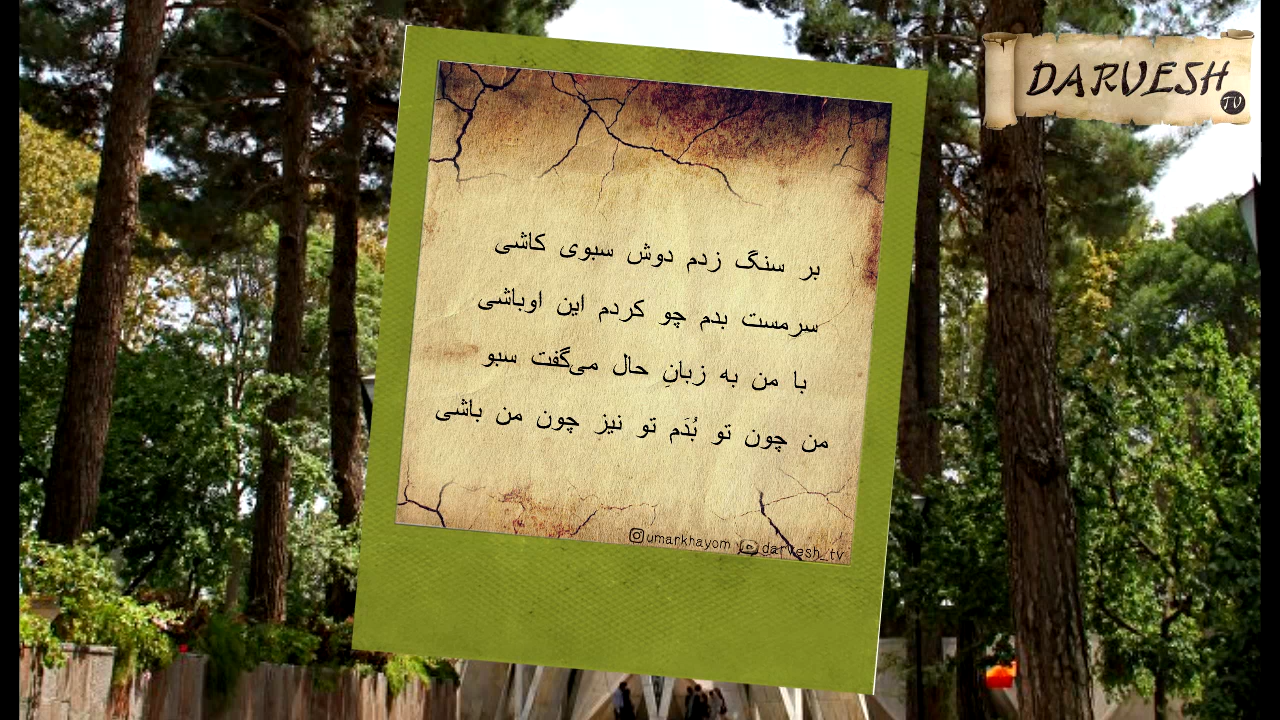 DARVESH
TV
بر سنگ زدم دوش سبوی کاشی
سرمست بدم چو کردم این اوباشی
با من به زبانِ حال می‌گفت سبو
من چون تو بُدَم تو نیز چون من باشی
umarkhayom darvesh_tv